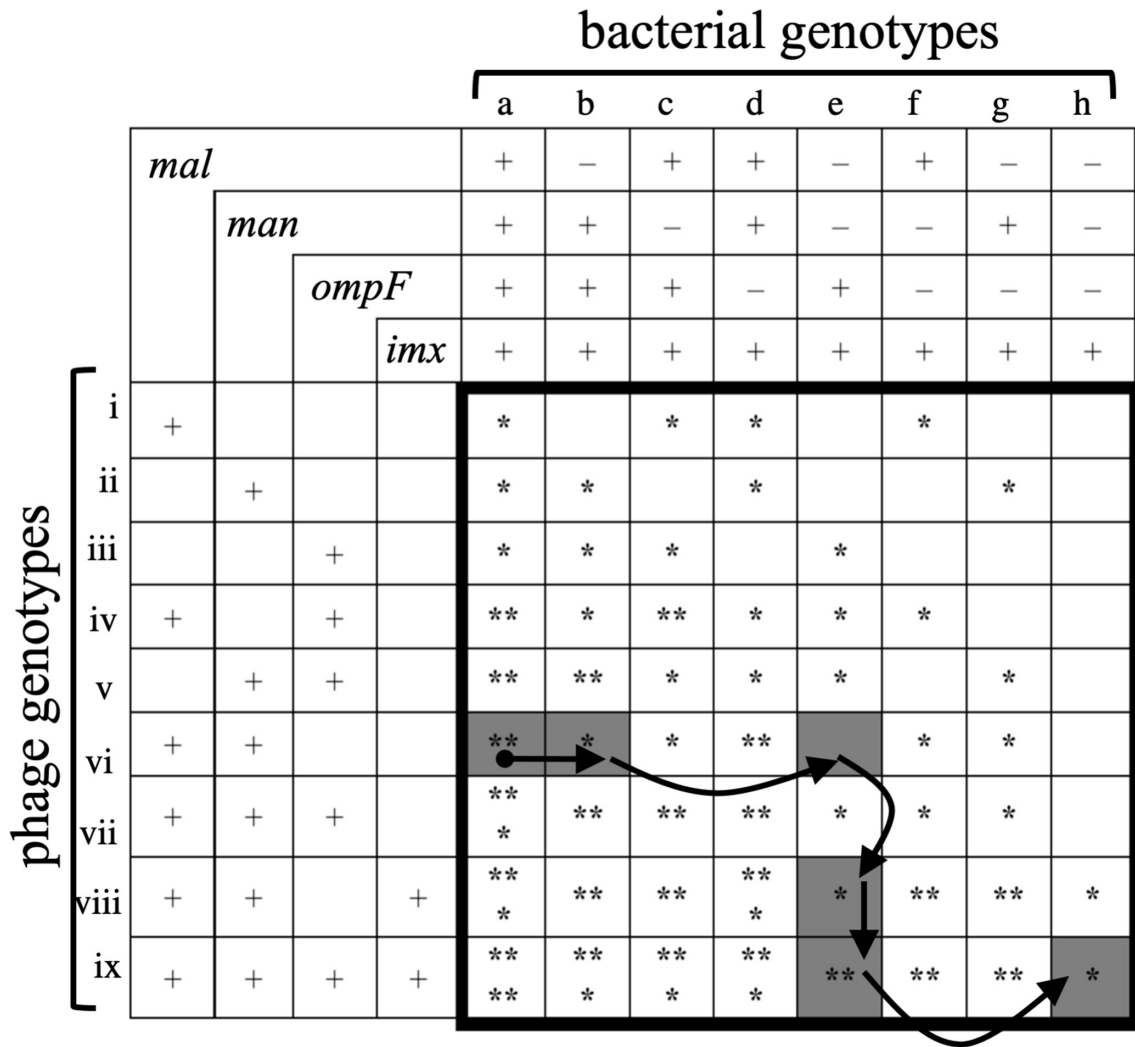 bacterial genotypes
a b c d e f g h
mal + – + + – + – –
man + + – + – – + –
ompF + + + – + – – –
imx + + + + + + + +
phage genotypes
i + * * * *
ii + * * * *
iii + * * * *
iv + + ** * ** * * *
v + + ** ** * * * *
vi + + ** * * ** * *
** 
vii + + + ** ** ** * * *
*
** **
viii + + + ** ** * ** ** *
* *
** ** ** **
ix + + + + ** ** ** *
** * * *